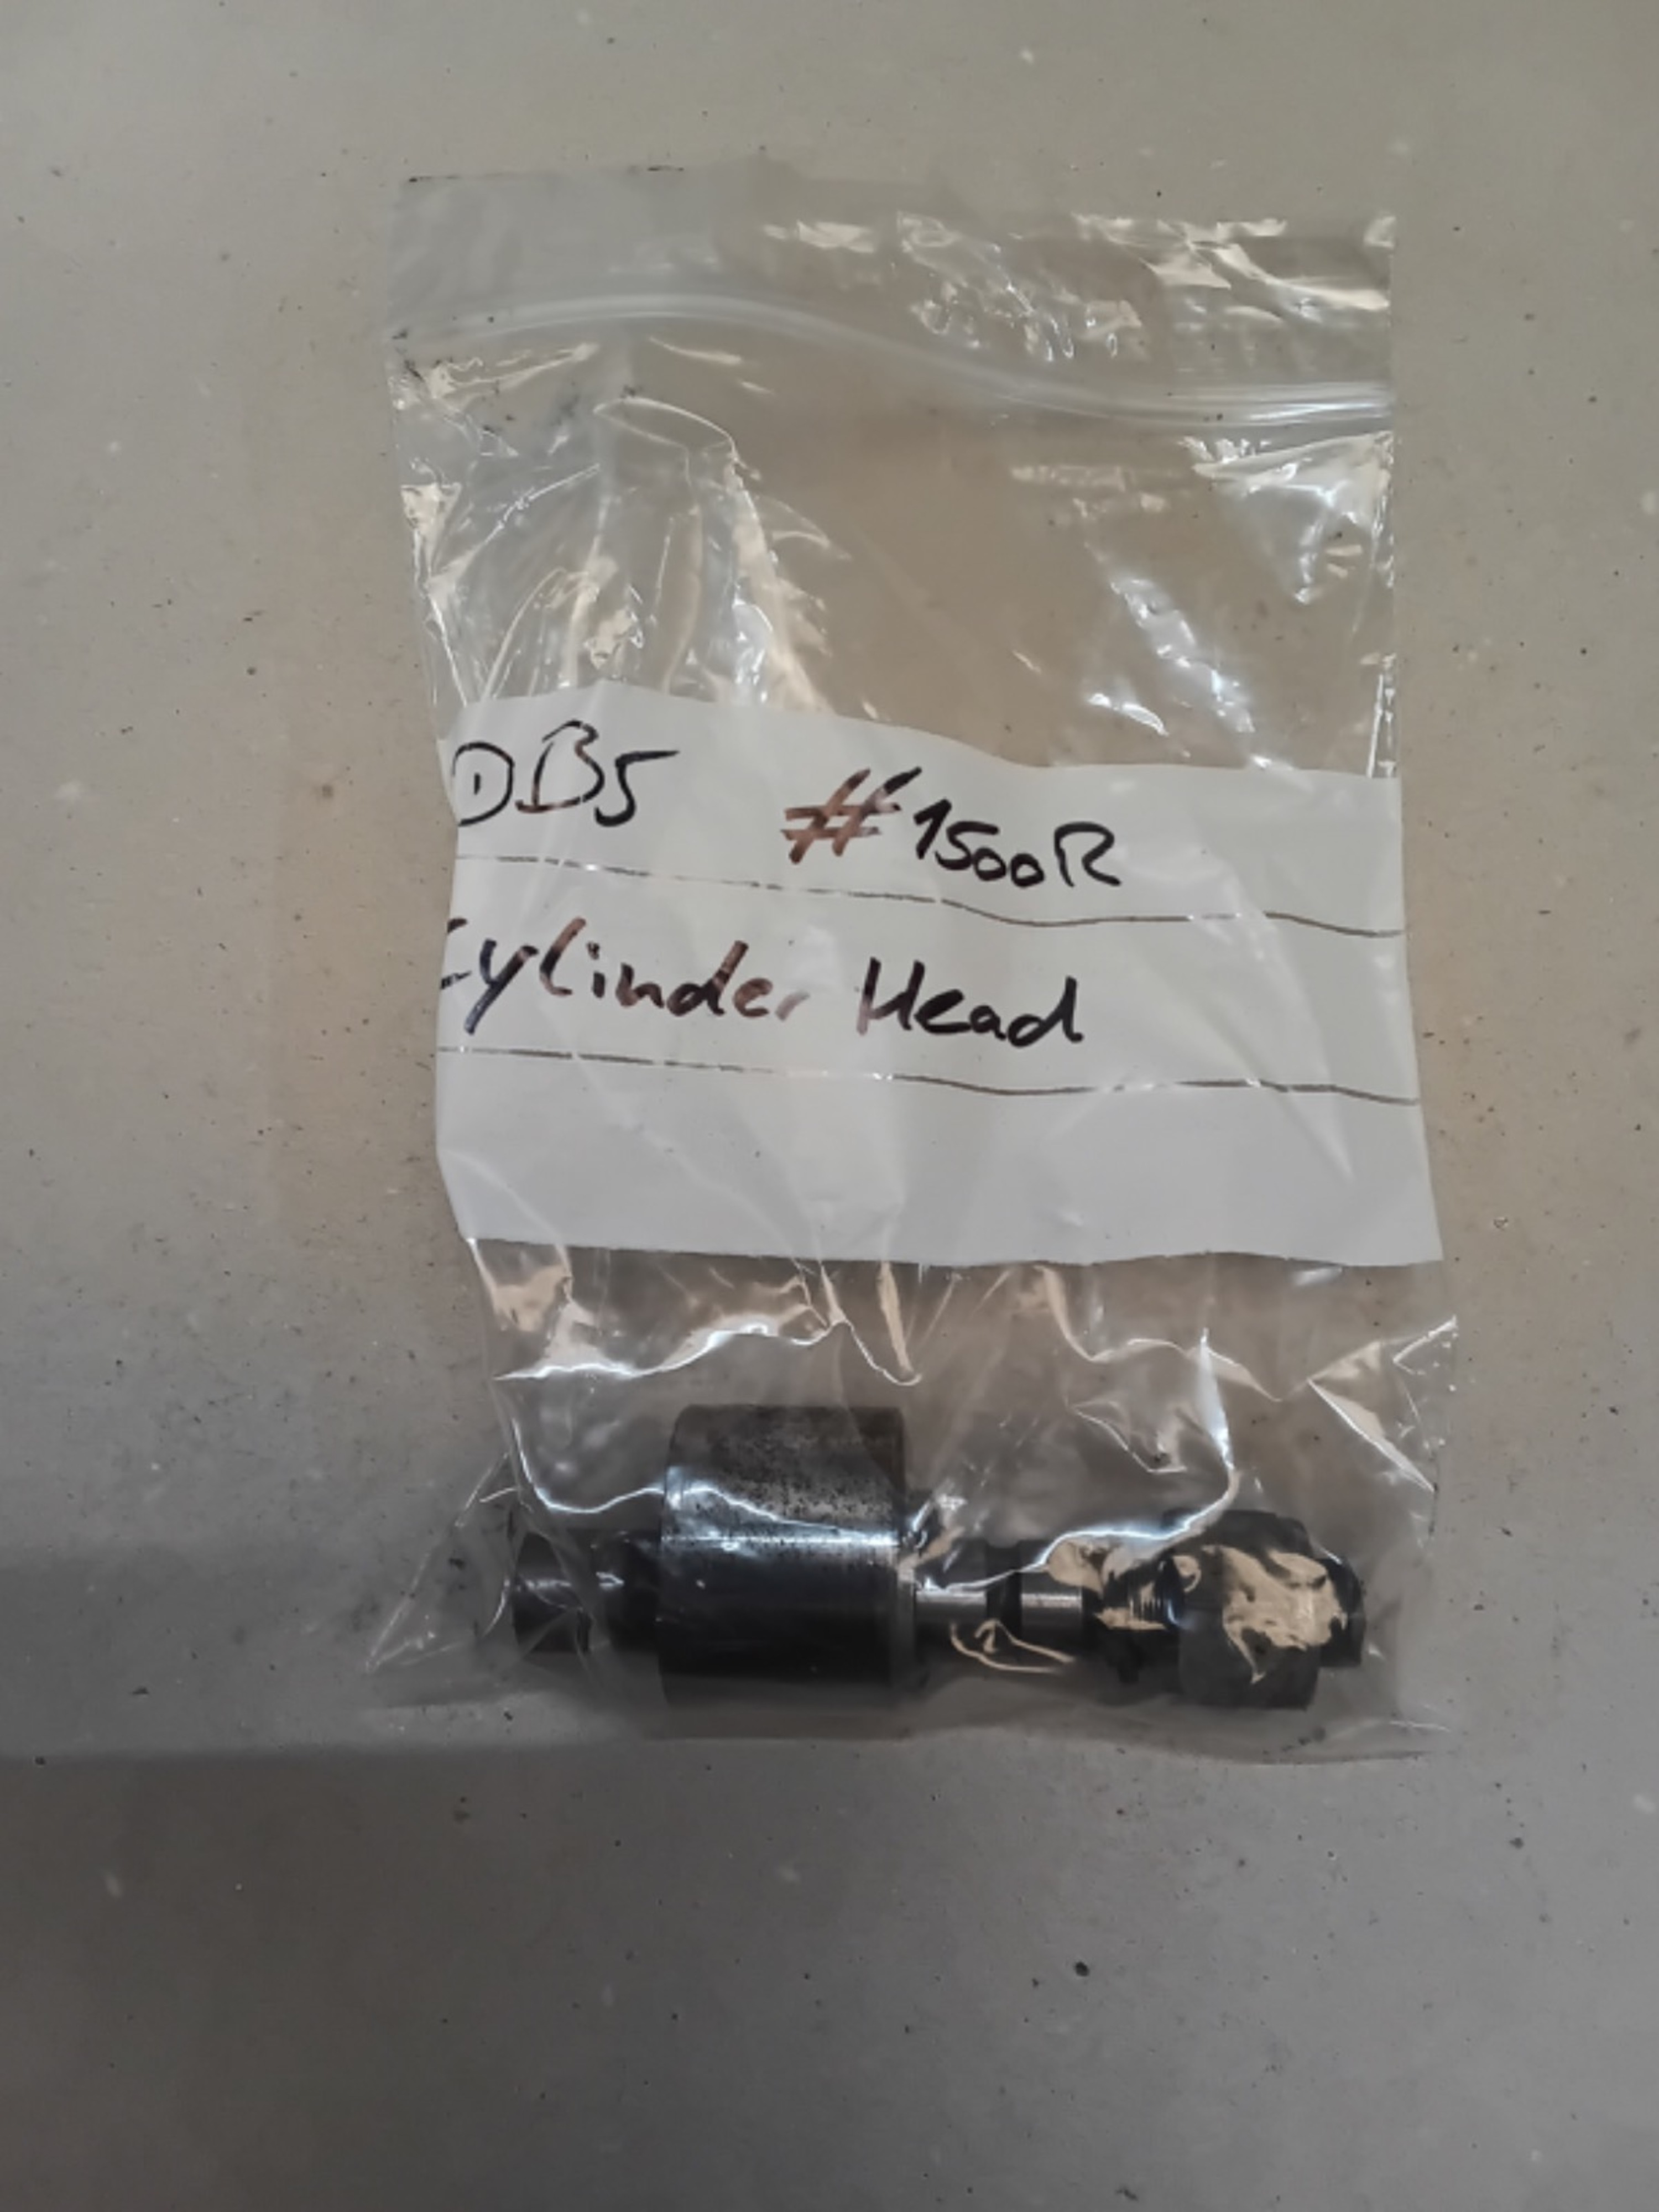 DB5 #1500R
Cylinder Head